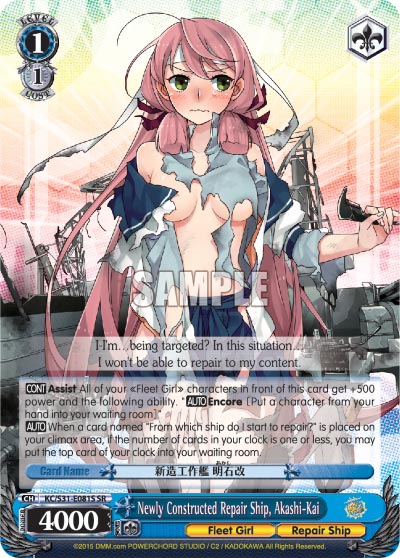 LEVEL
1
1
COST
SAMPLE
I-I'm…being targeted? In this situation…
I won't be able to repair to my content.
CONT Assist All of your «Fleet Girl» characters in front of this card get +500
power and the following ability. "AUTO Encore [Put a character from your
hand into your waiting room]"
AUTO When a card named "From which ship do I start to repair?" is placed on
your climax area, if the number of cards in your clock is one or less, you may
put the top card of your waiting room into your clock.
Card Name
新造工作艦 明石改
CH
Newly Constructed Repair Ship, Akashi-Kai
POWER
4000
Fleet Girl
Repair Ship
©2015 DMM.com POWERCHORD STUDIO / C2 / KADOKAWA All Rights Reserved.